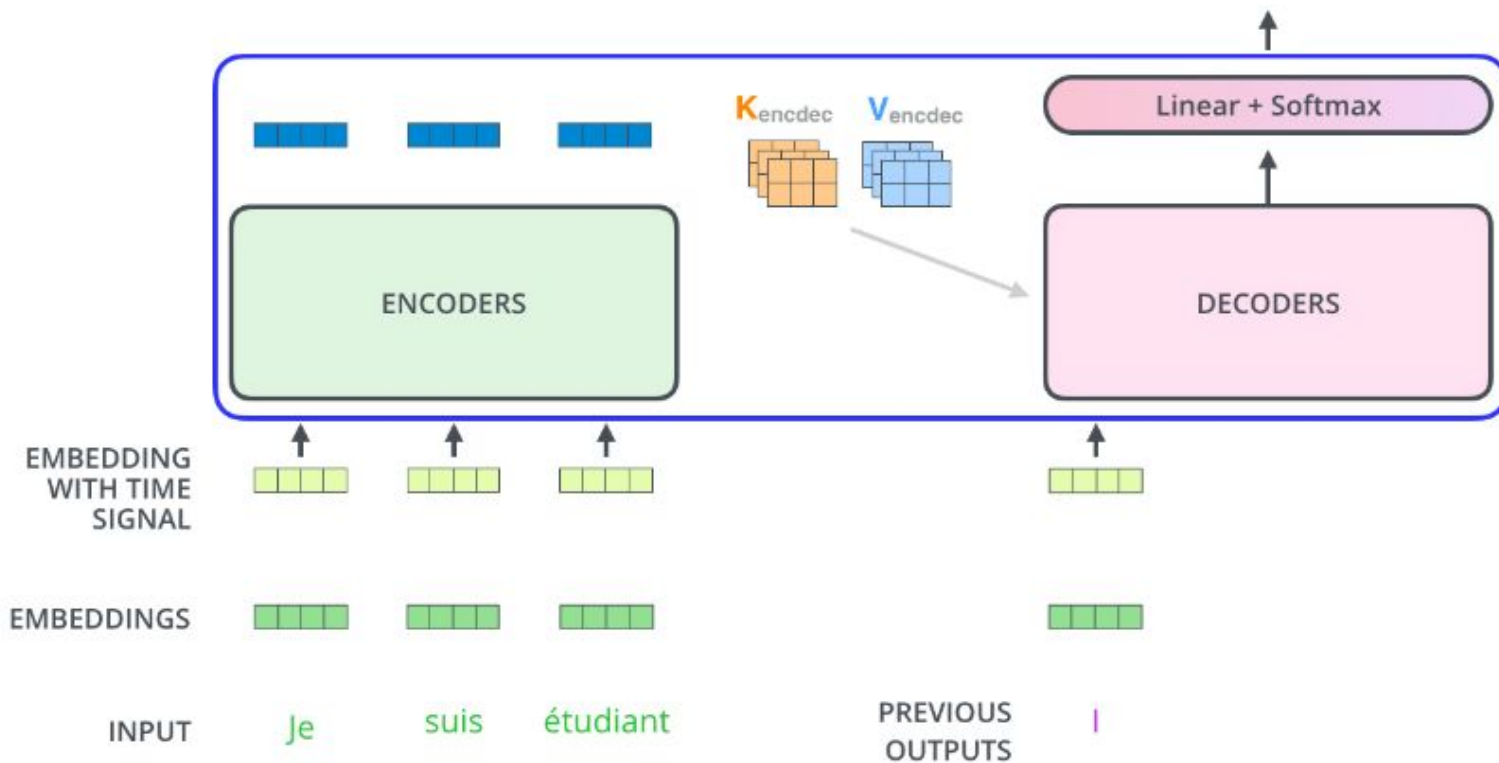 Linear + Softmax
Kencdec
Vencdec
ENCODERS
DECODERS
EMBEDDING
WITH TIME
SIGNAL
EMBEDDINGS
INPUT
Je
suis
étudiant
PREVIOUS
OUTPUTS
I